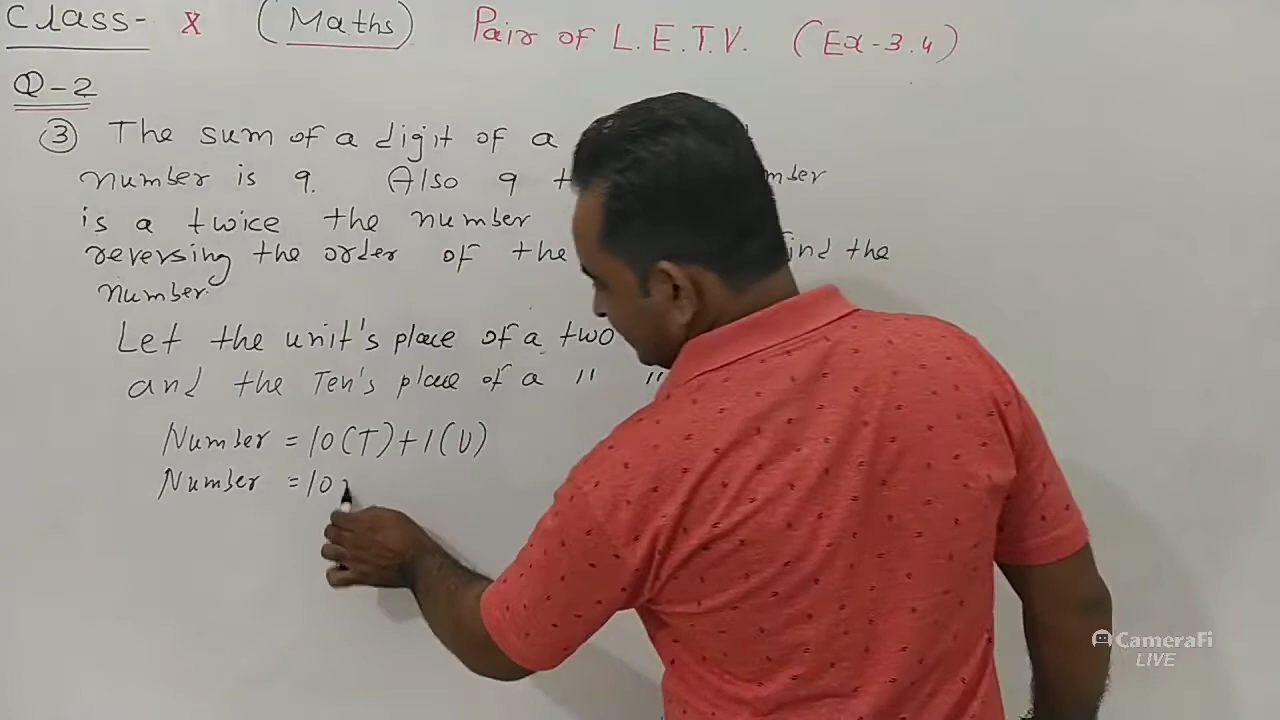 Class- X (Maths) Pair of L.E.T.V. (Ex-3.4)
Q-2
③ The sum of a digit of a
number is 9. Also 9
is a twice the number
reversing the order of the find the
number.
Let the unit's place of a two
and the Ten's place of a " "
Number = 10(T)+1(U)
Number = 10
CameraFi
LIVE